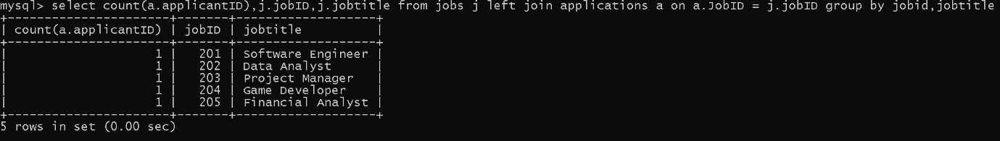 mysql> select count(a.applicantID),j.jobID,j.jobtitle from jobs j left join applications a on a.JobID = j.jobID group by jobid,jobtitle
+----------------------+-------+-------------------+
| count(a.applicantID) | jobID | jobtitle          |
+----------------------+-------+-------------------+
|                    1 |   201 | Software Engineer |
|                    1 |   202 | Data Analyst      |
|                    1 |   203 | Project Manager   |
|                    1 |   204 | Game Developer    |
|                    1 |   205 | Financial Analyst |
+----------------------+-------+-------------------+
5 rows in set (0.00 sec)